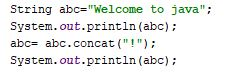 String abc="Welcome to java";
System.out.println(abc);
abc= abc.concat("!");
System.out.println(abc);